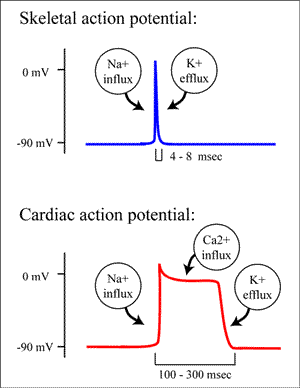 Skeletal action potential:
0 mV
Na+
influx
K+
efflux
-90 mV
4 - 8 msec
Cardiac action potential:
Ca2+
influx
0 mV
Na+
influx
K+
efflux
-90 mV
100 - 300 msec